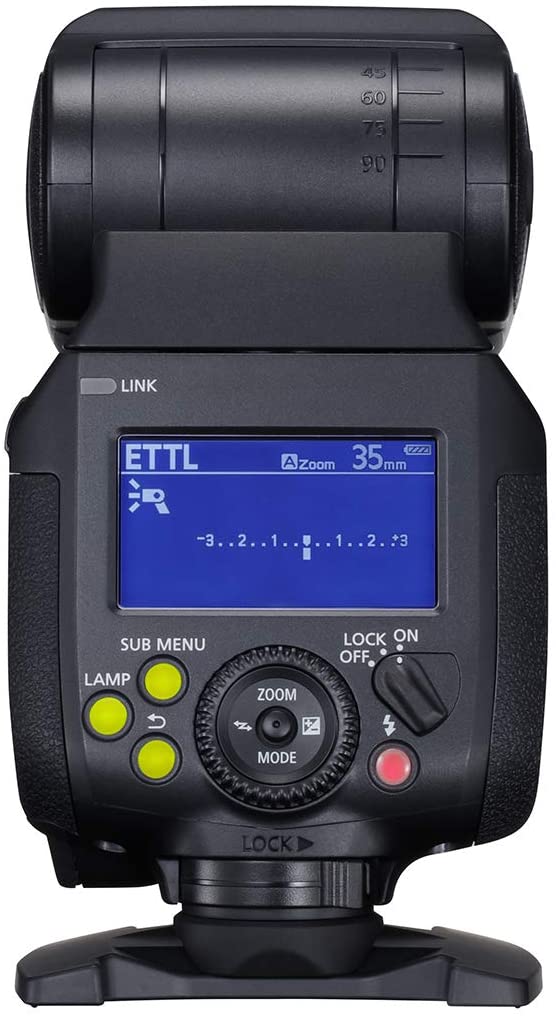 45
60
75
90
LINK
ETTL A Zoom 35mm
-3..2..1..▮..1..2..+3
SUB MENU
LOCK ON
OFF
LAMP
ZOOM
MODE
LOCK▶